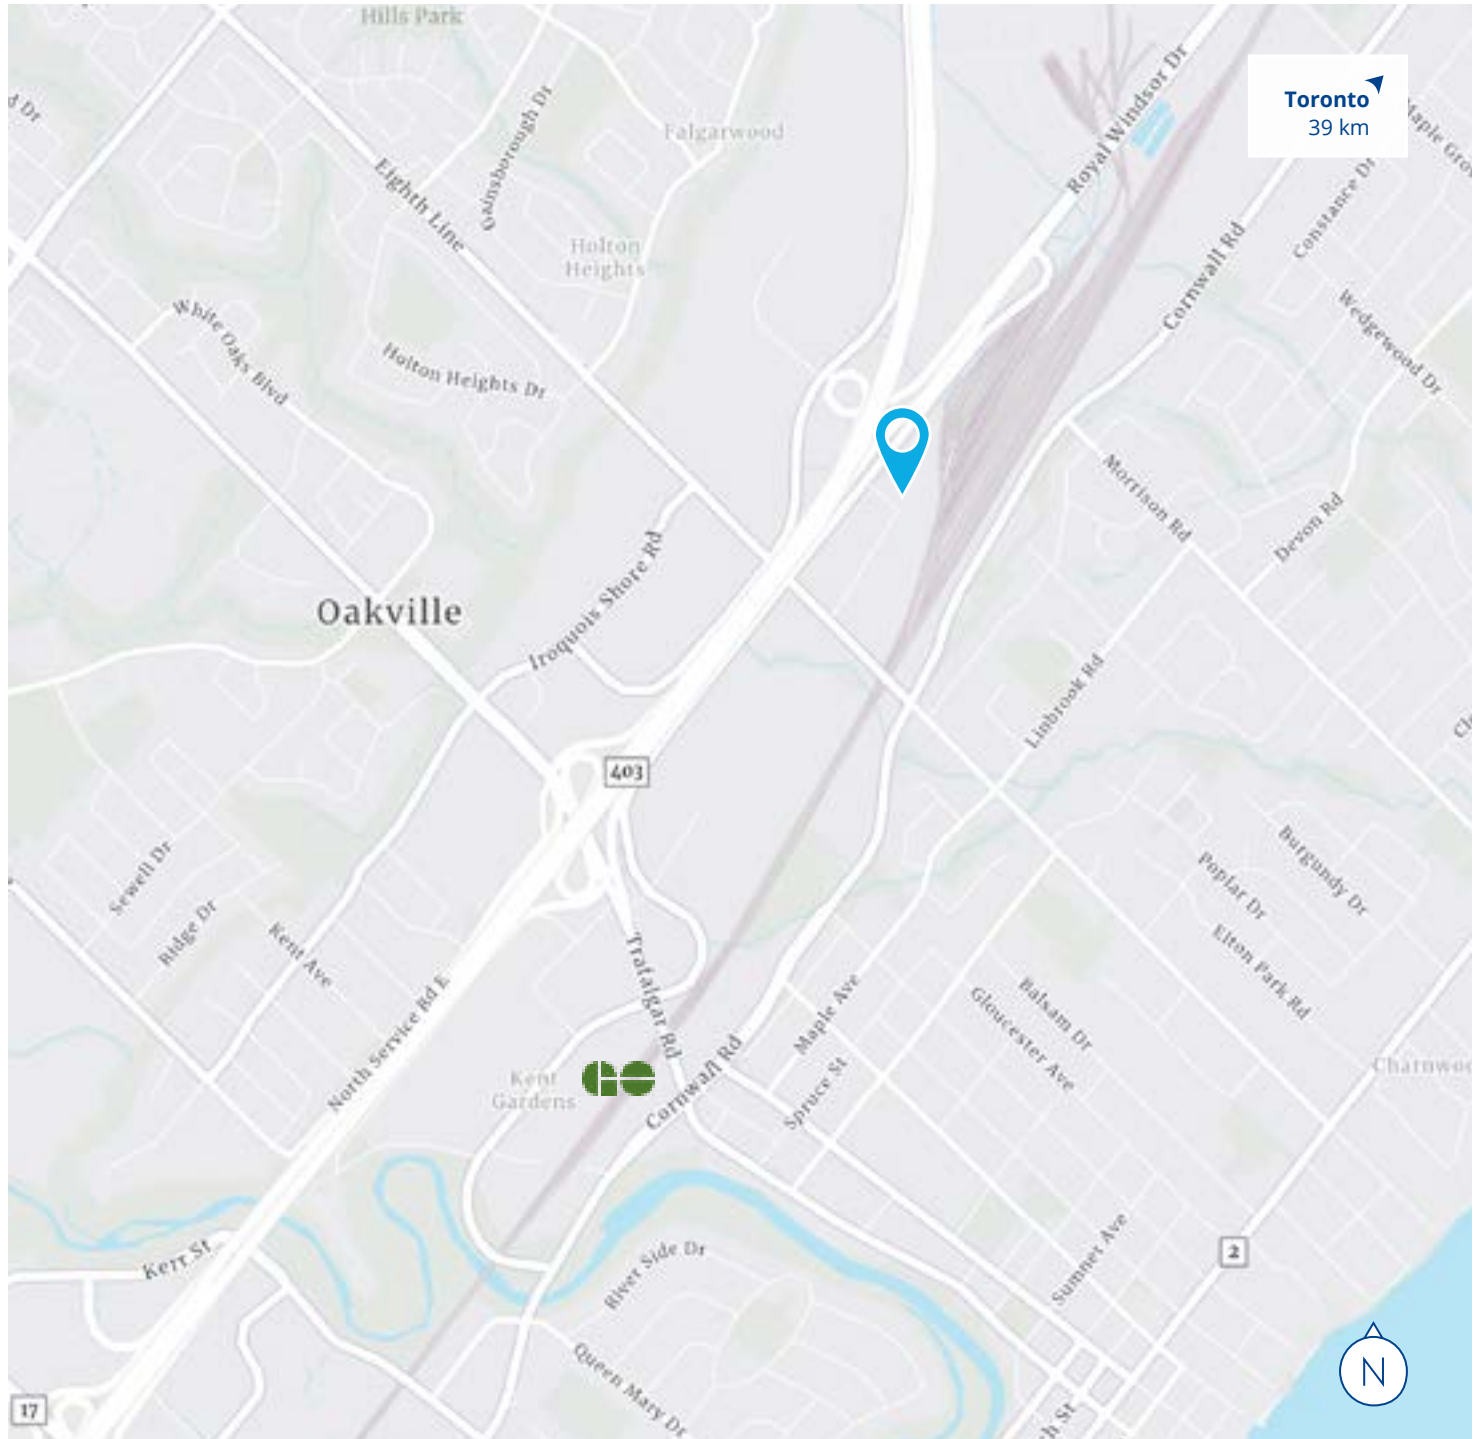 Hills Park
Toronto
39 km
d Dr
Gainsborough Dr
Falgarwood
Royal Windsor Dr
Maple Gro
Constance Dr
Eighth Line
Holton
Heights
Cornwall Rd
White Oaks Blvd
Wedgewood Dr
Holton Heights Dr
Morrison Rd
Devon Rd
Iroquois Shore Rd
Oakville
Linbrook Rd
403
Sewell Dr
Ridge Dr
Kent Ave
Burgundy Dr
Poplar Dr
Elton Park Rd
North Service Rd E
Trafalgar Rd
Maple Ave
Balsam Dr
Gloucester Ave
Kent
Gardens
GO
Cornwall Rd
Spruce St
Charnwoo
Kerr St
River Side Dr
Sumner Ave
2
Queen Mary Dr
N
17
h St